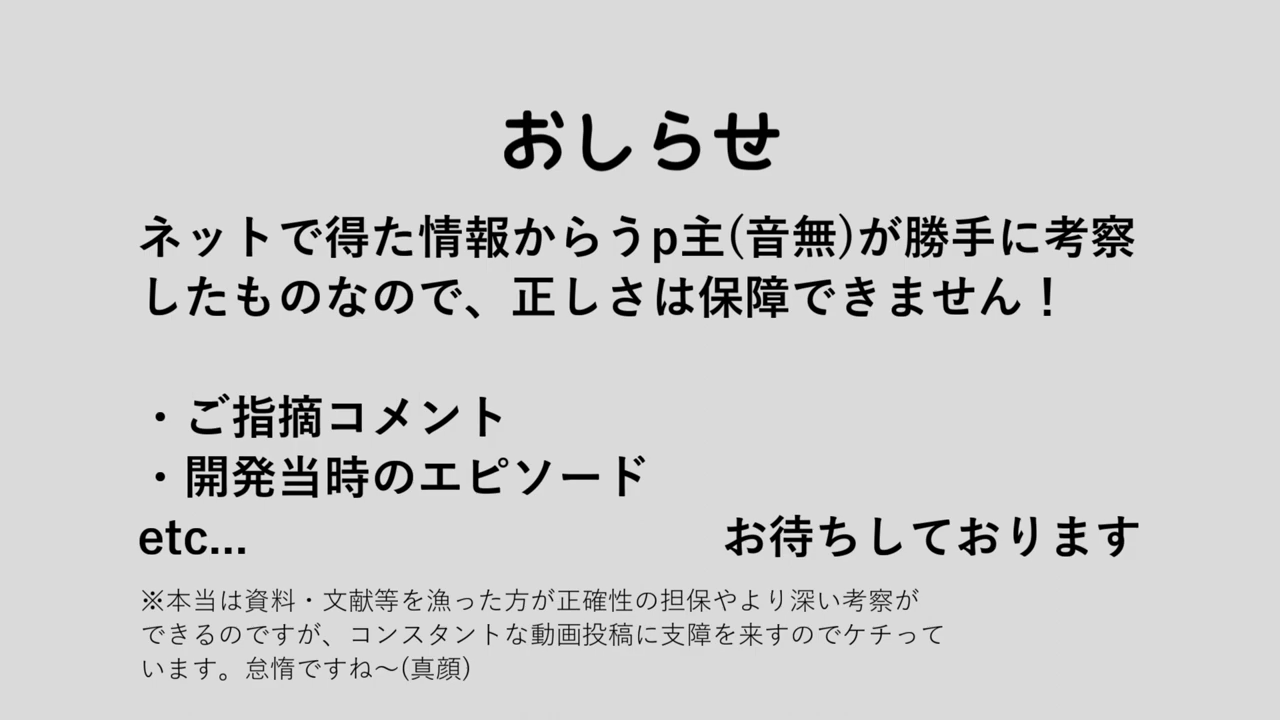 おしらせ
ネットで得た情報からうp主(音無)が勝手に考察
したものなので、正しさは保障できません！
・ご指摘コメント
・開発当時のエピソード
etc... お待ちしております
※本当は資料・文献等を漁った方が正確性の担保やより深い考察が
できるのですが、コンスタントな動画投稿に支障を来すのでケチって
います。怠惰ですね～(真顔)